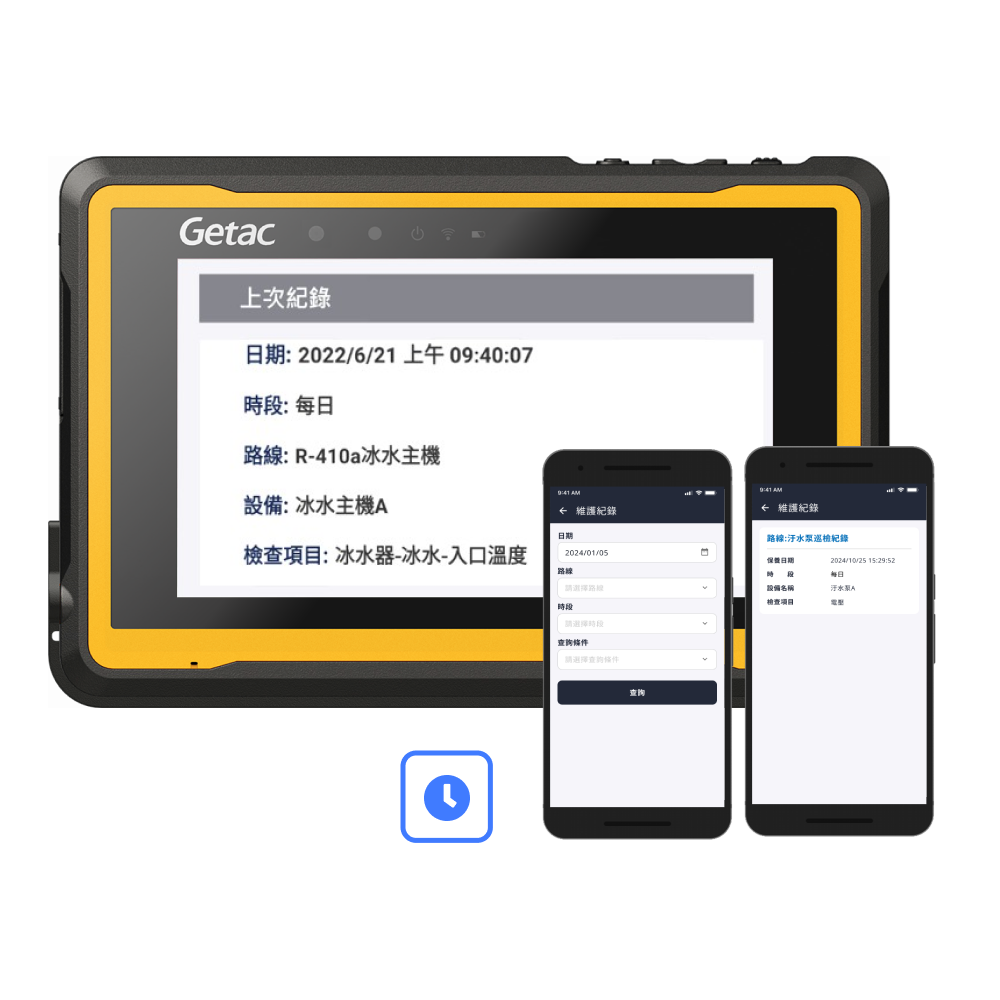 Getac
上次紀錄
日期: 2022/6/21 上午 09:40:07
時段: 每日
路線: R-410a冰水主機
設備: 冰水主機A
檢查項目: 冰水器-冰水-入口溫度
9:41 AM
維護紀錄
日期
2024/01/05
路線
請選擇路線
時段
請選擇時段
查詢條件
請選擇查詢條件
查詢
9:41 AM
維護紀錄
路線:汙水泵巡檢紀錄
保養日期 2024/10/25 15:29:52
時 段 每日
設備名稱 汙水泵A
檢查項目 電壓